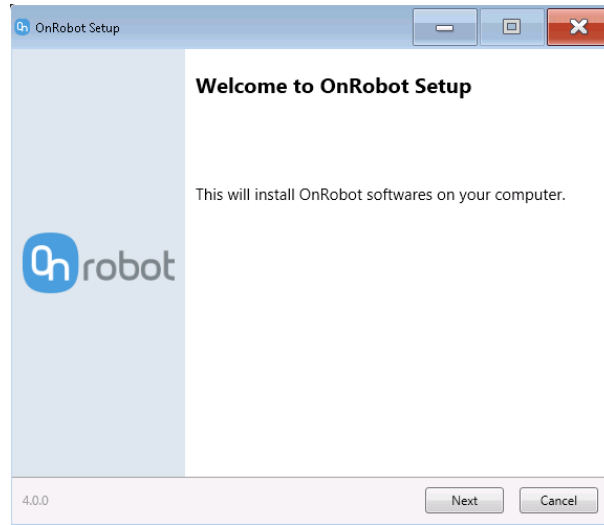 OnRobot Setup
Welcome to OnRobot Setup
This will install OnRobot softwares on your computer.
On robot
4.0.0
Next
Cancel